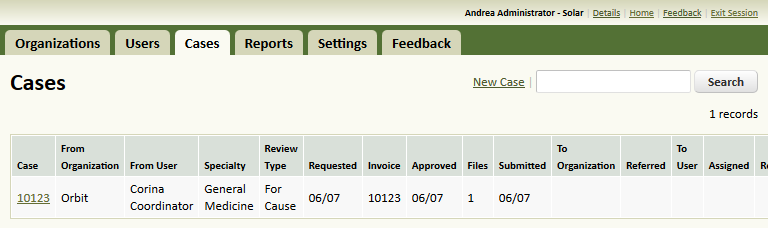 Andrea Administrator - Solar | Details | Home | Feedback | Exit Session
Organizations Users Cases Reports Settings Feedback
Cases
New Case | Search
1 records
Case From Organization From User Specialty Review Type Requested Invoice Approved Files Submitted To Organization Referred To User Assigned
10123 Orbit Corina Coordinator General Medicine For Cause 06/07 10123 06/07 1 06/07